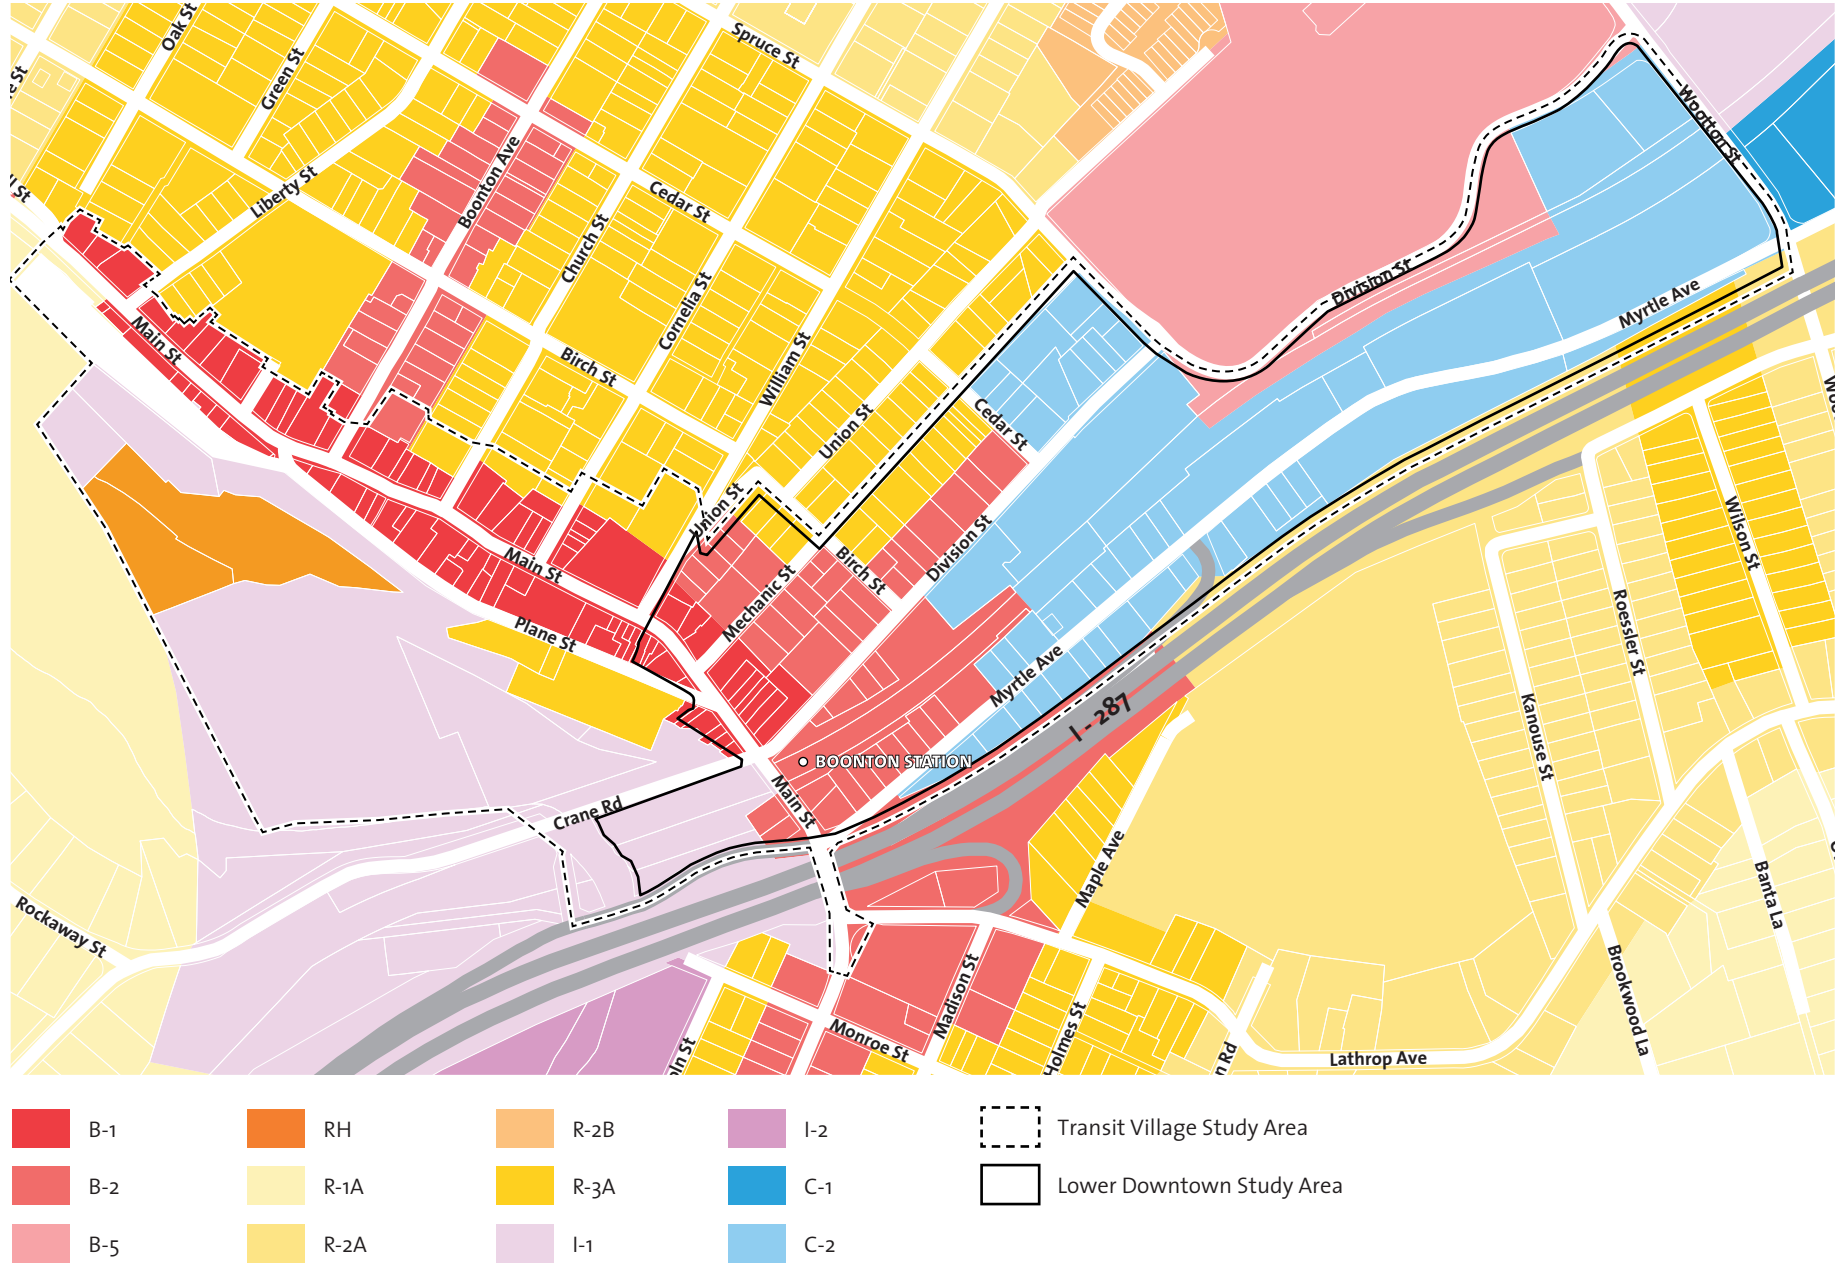 Oak St
Spruce St
Green St
Wootton St
Boonton Ave
Liberty St
Cedar St
Church St
Division St
Myrtle Ave
Cornelia St
Main St
William St
Birch St
Union St
Cedar St
Union St
Division St
Wilson St
Main St
Birch St
Mechanic St
Plane St
Roessler St
Myrtle Ave
I - 287
Kanouse St
BOONTON STATION
Main St
Crane Rd
Maple Ave
Banta La
Rockaway St
Madison St
Brookwood La
Holmes St
Monroe St
Lathrop Ave
B-1
RH
R-2B
I-2
Transit Village Study Area
B-2
R-1A
R-3A
C-1
Lower Downtown Study Area
B-5
R-2A
I-1
C-2